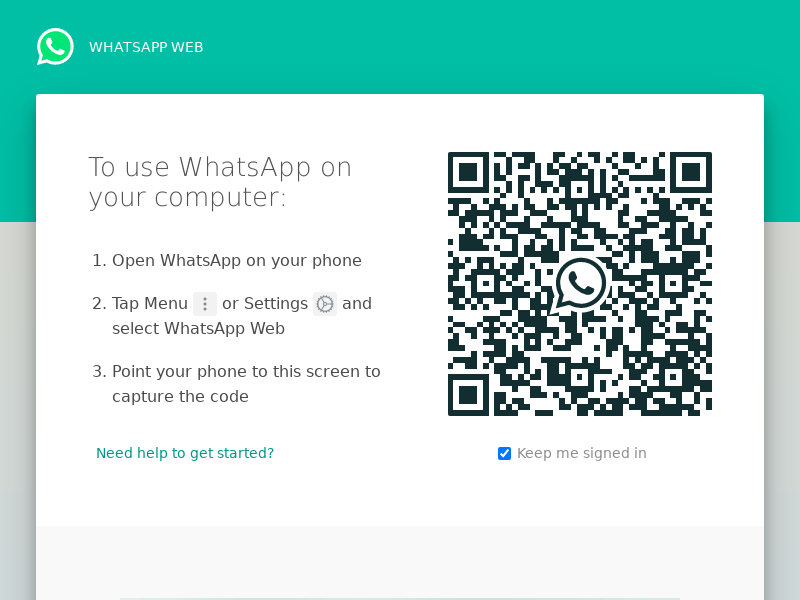 WHATSAPP WEB
To use WhatsApp on
your computer:
1. Open WhatsApp on your phone
2. Tap Menu or Settings and
select WhatsApp Web
3. Point your phone to this screen to
capture the code
Need help to get started?
Keep me signed in